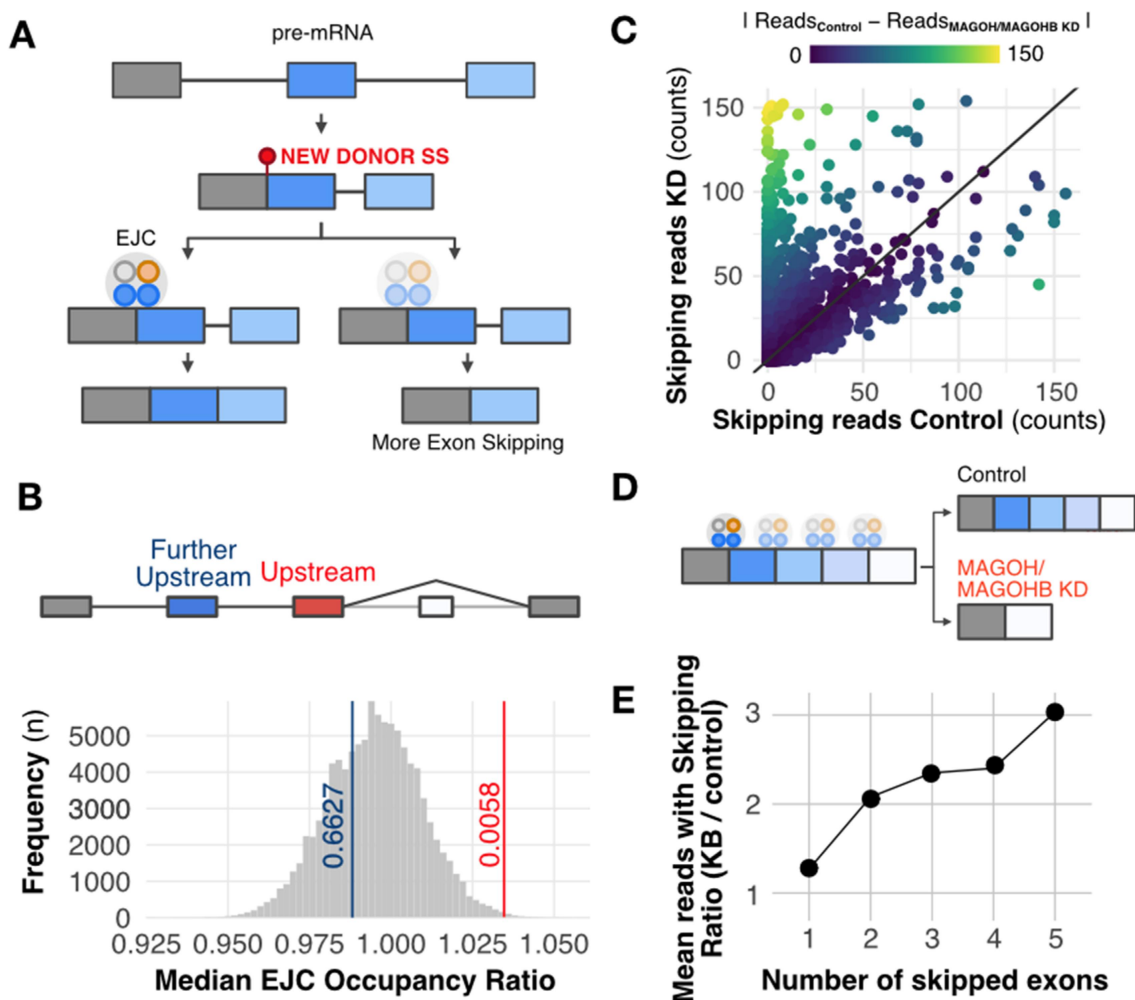 A
pre-mRNA
NEW DONOR SS
EJC
More Exon Skipping
B
Further
Upstream
Upstream
Frequency (n)
5000
4000
3000
2000
1000
0
0.6627
0.0058
0.925 0.950 0.975 1.000 1.025 1.050
Median EJC Occupancy Ratio
C
| ReadsControl – ReadsMAGOH/MAGOHB KD |
0 150
Skipping reads KD (counts)
150
100
50
0
0 50 100 150
Skipping reads Control (counts)
D
Control
MAGOH/
MAGOHB KD
E
Mean reads with Skipping
Ratio (KB / control)
3
2
1
1 2 3 4 5
Number of skipped exons